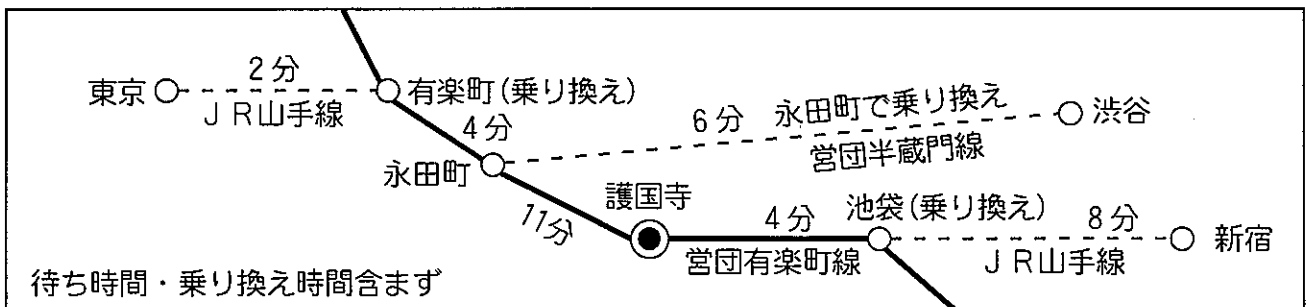 2分
東京
有楽町(乗り換え)
JR山手線
4分
6分
永田町で乗り換え
渋谷
営団半蔵門線
永田町
護国寺
11分
4分
池袋(乗り換え)
8分
新宿
営団有楽町線
JR山手線
待ち時間・乗り換え時間含まず